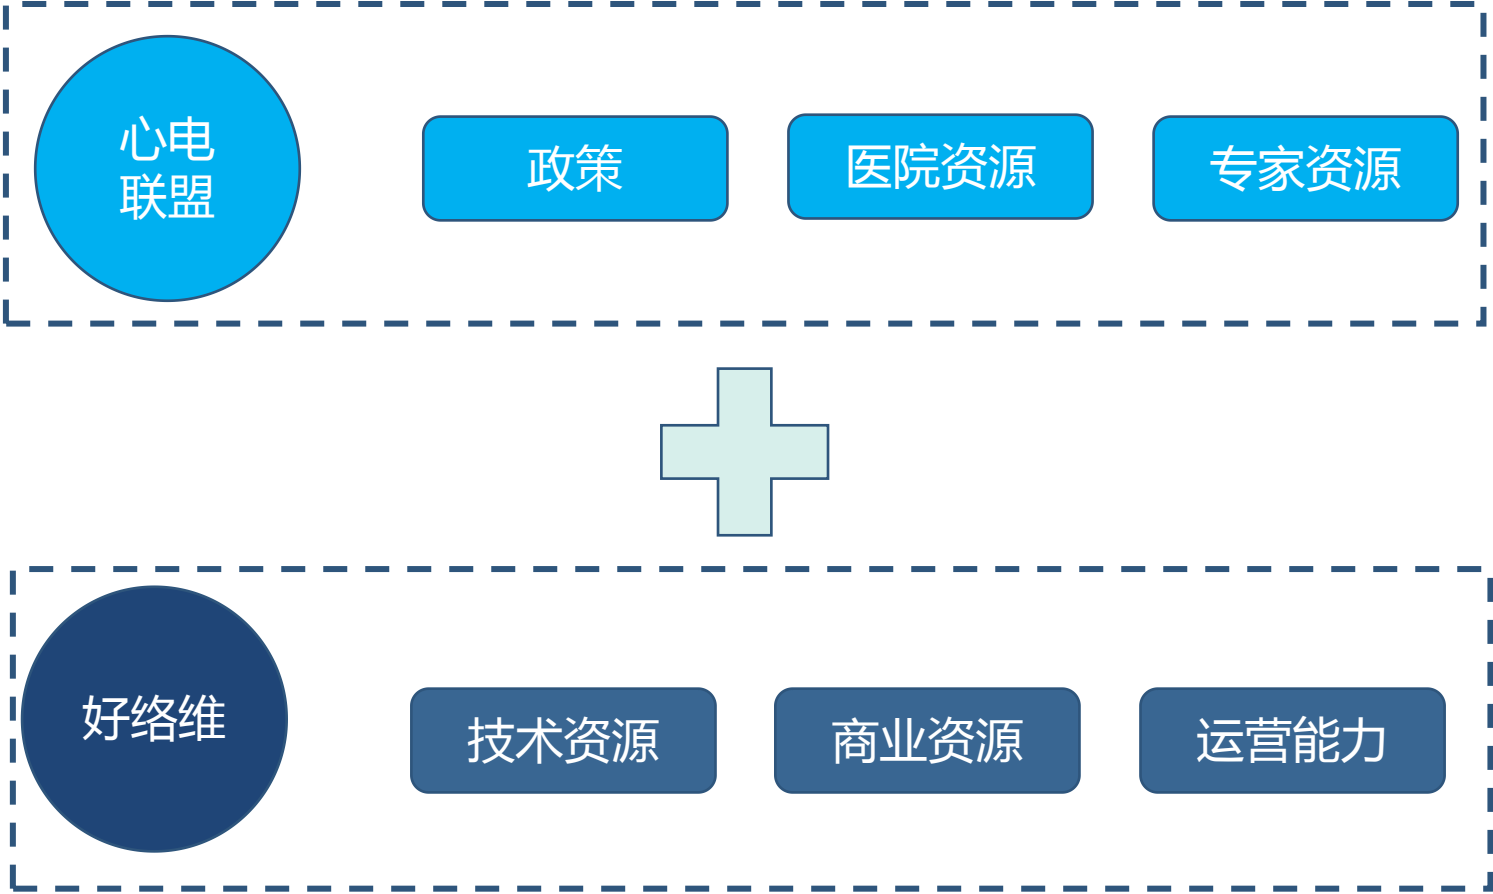 心电
联盟
政策
医院资源
专家资源
好络维
技术资源
商业资源
运营能力